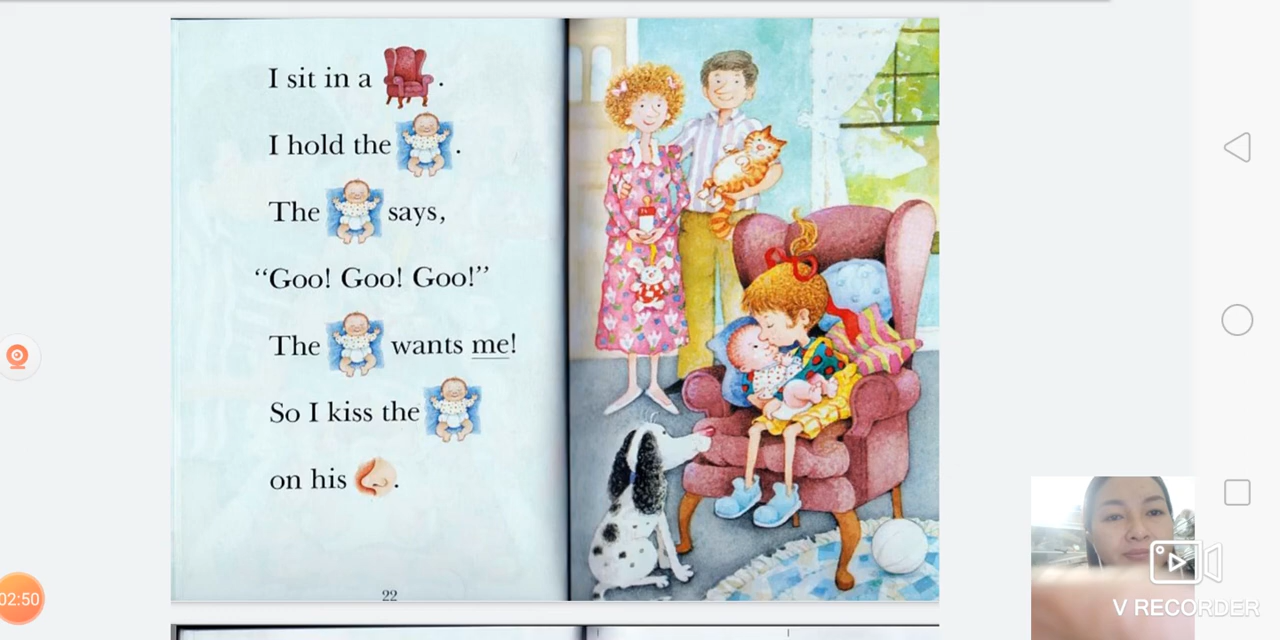 I sit in a .
I hold the .
The says,
“Goo! Goo! Goo!”
The wants me!
So I kiss the
on his .
22
02:50
V RECORDER